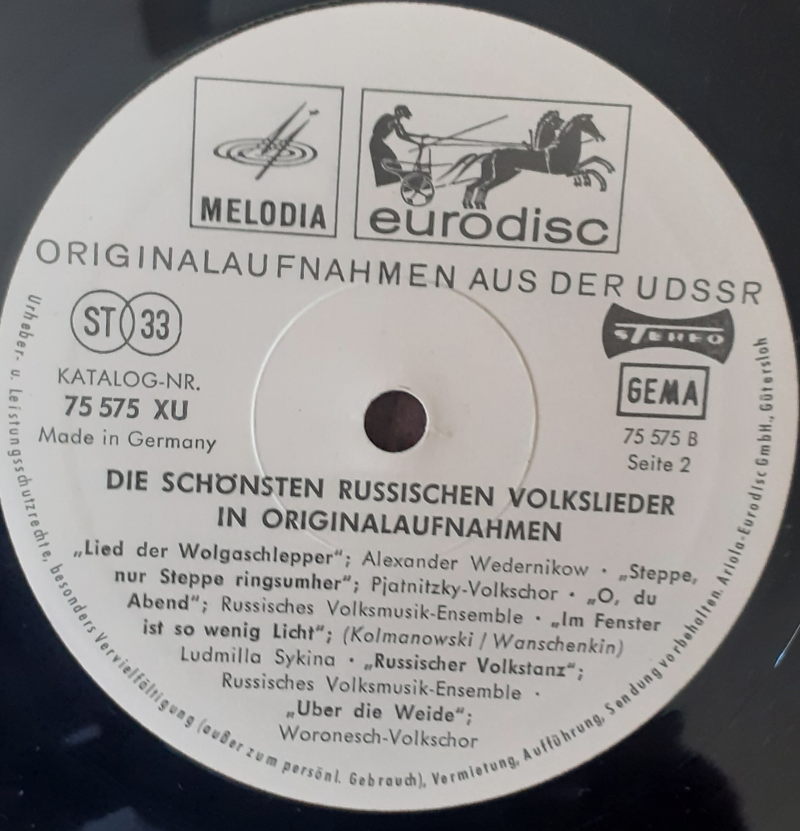 MELODIA
eurodisc
ORIGINALAUFNAHMEN AUS DER UDSSR
ST 33
STEREO
KATALOG-NR.
75 575 XU
Made in Germany
GEMA
75 575 B
Seite 2
DIE SCHÖNSTEN RUSSISCHEN VOLKSLIEDER
IN ORIGINALAUFNAHMEN
„Lied der Wolgaschlepper“; Alexander Wedernikow · „Steppe,
nur Steppe ringsumher“; Pjatnitzky-Volkschor · „O, du
Abend“; Russisches Volksmusik-Ensemble · „Im Fenster
ist so wenig Licht“; (Kolmanowski / Wanschenkin)
Ludmilla Sykina · „Russischer Volkstanz“;
Russisches Volksmusik-Ensemble ·
„Uber die Weide“;
Woronesch-Volkschor
Urheber- u. Leistungsschutzrechte, besonders Vervielfältigung (außer zum persönl. Gebrauch), Vermietung, Aufführung, Sendung vorbehalten. Ariola-Eurodisc GmbH., Gütersloh